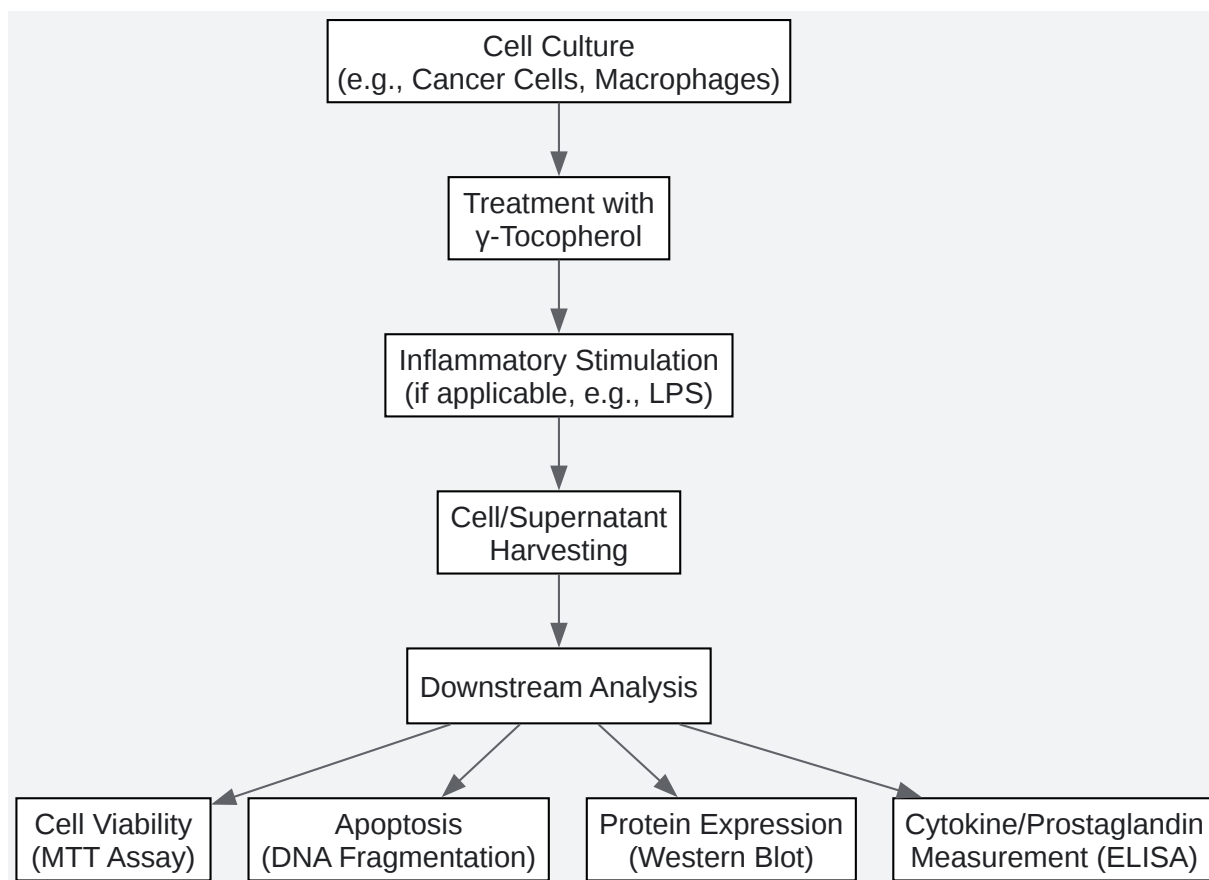 Cell Culture
(e.g., Cancer Cells, Macrophages)
Treatment with
γ-Tocopherol
Inflammatory Stimulation
(if applicable, e.g., LPS)
Cell/Supernatant
Harvesting
Downstream Analysis
Cell Viability
(MTT Assay)
Apoptosis
(DNA Fragmentation)
Protein Expression
(Western Blot)
Cytokine/Prostaglandin
Measurement (ELISA)